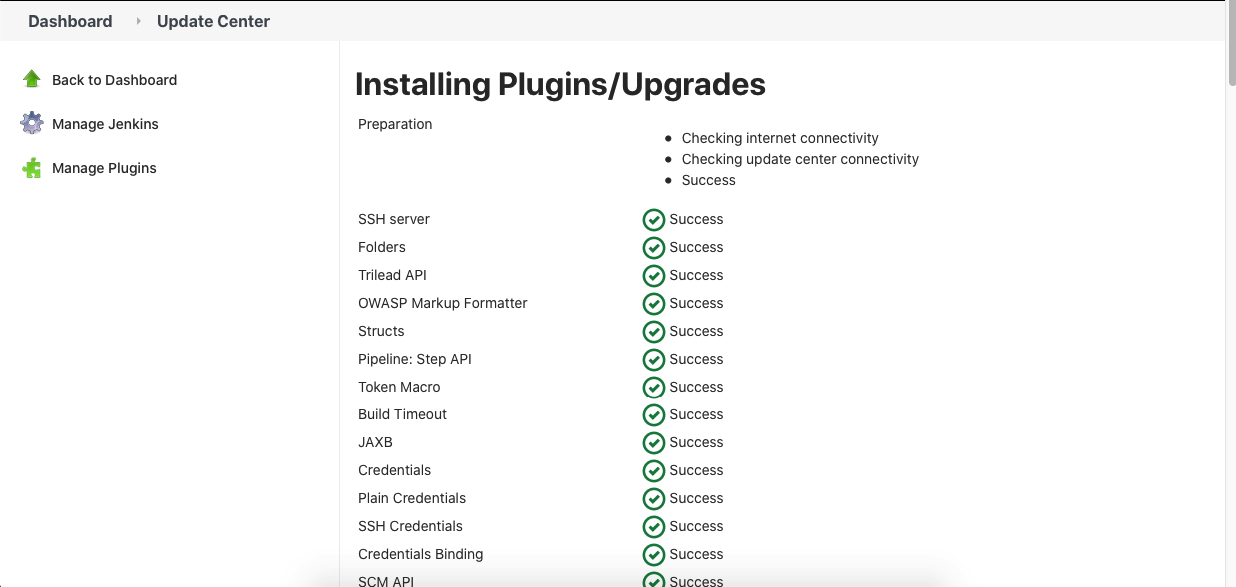 Dashboard Update Center
Back to Dashboard
Manage Jenkins
Manage Plugins
Installing Plugins/Upgrades
Preparation
Checking internet connectivity
Checking update center connectivity
Success
SSH server Success
Folders Success
Trilead API Success
OWASP Markup Formatter Success
Structs Success
Pipeline: Step API Success
Token Macro Success
Build Timeout Success
JAXB Success
Credentials Success
Plain Credentials Success
SSH Credentials Success
Credentials Binding Success
SCM API Success